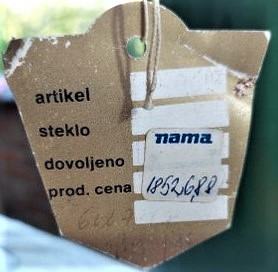 artikel
steklo
nama
dovoljeno
prod. cena 1852688